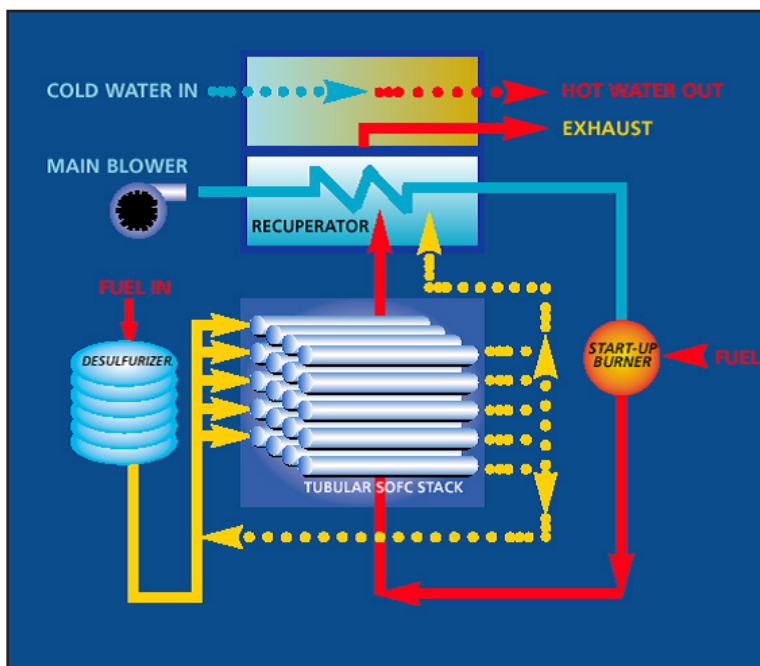 COLD WATER IN
HOT WATER OUT
EXHAUST
MAIN BLOWER
RECUPERATOR
FUEL IN
DESULFURIZER
START-UP
BURNER
FUEL
TUBULAR SOFC STACK